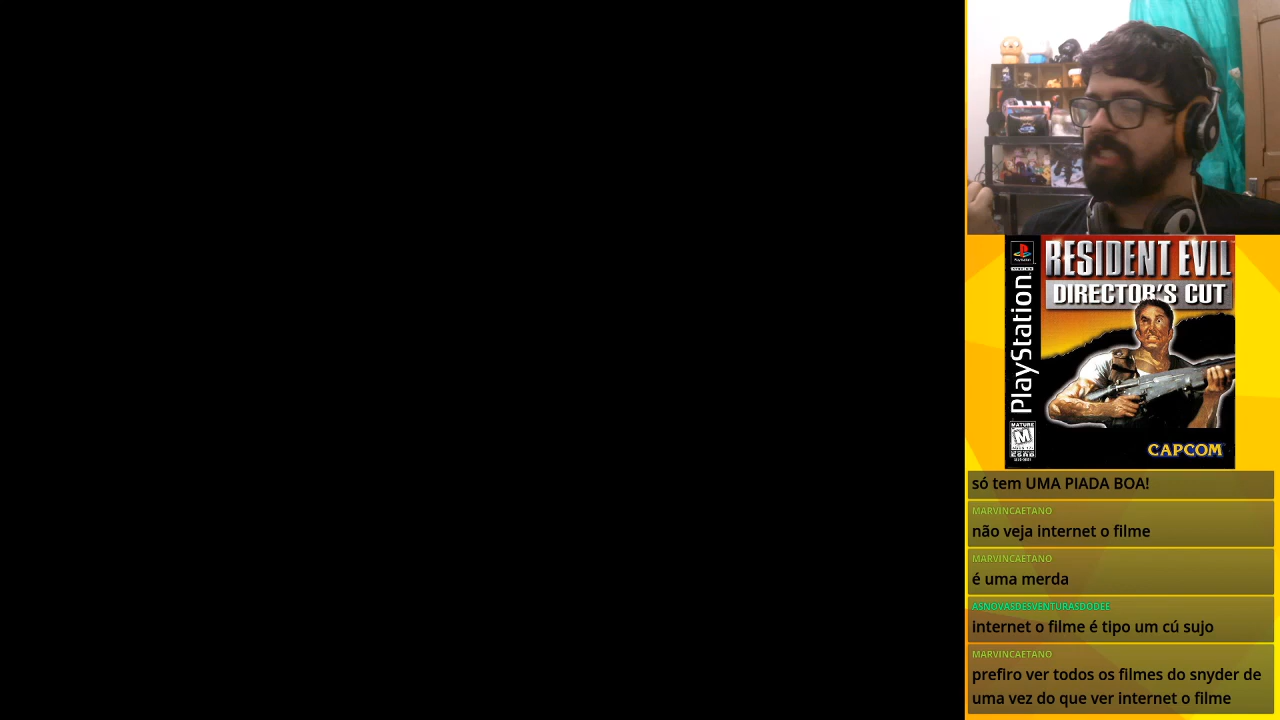 RESIDENT EVIL
DIRECTOR'S CUT
PlayStation
MATURE
M
ESRB
CAPCOM
só tem UMA PIADA BOA!
MARVINCAETANO
não veja internet o filme
MARVINCAETANO
é uma merda
ASNOVASDESVENTURASDODEE
internet o filme é tipo um cú sujo
MARVINCAETANO
prefiro ver todos os filmes do snyder de
uma vez do que ver internet o filme